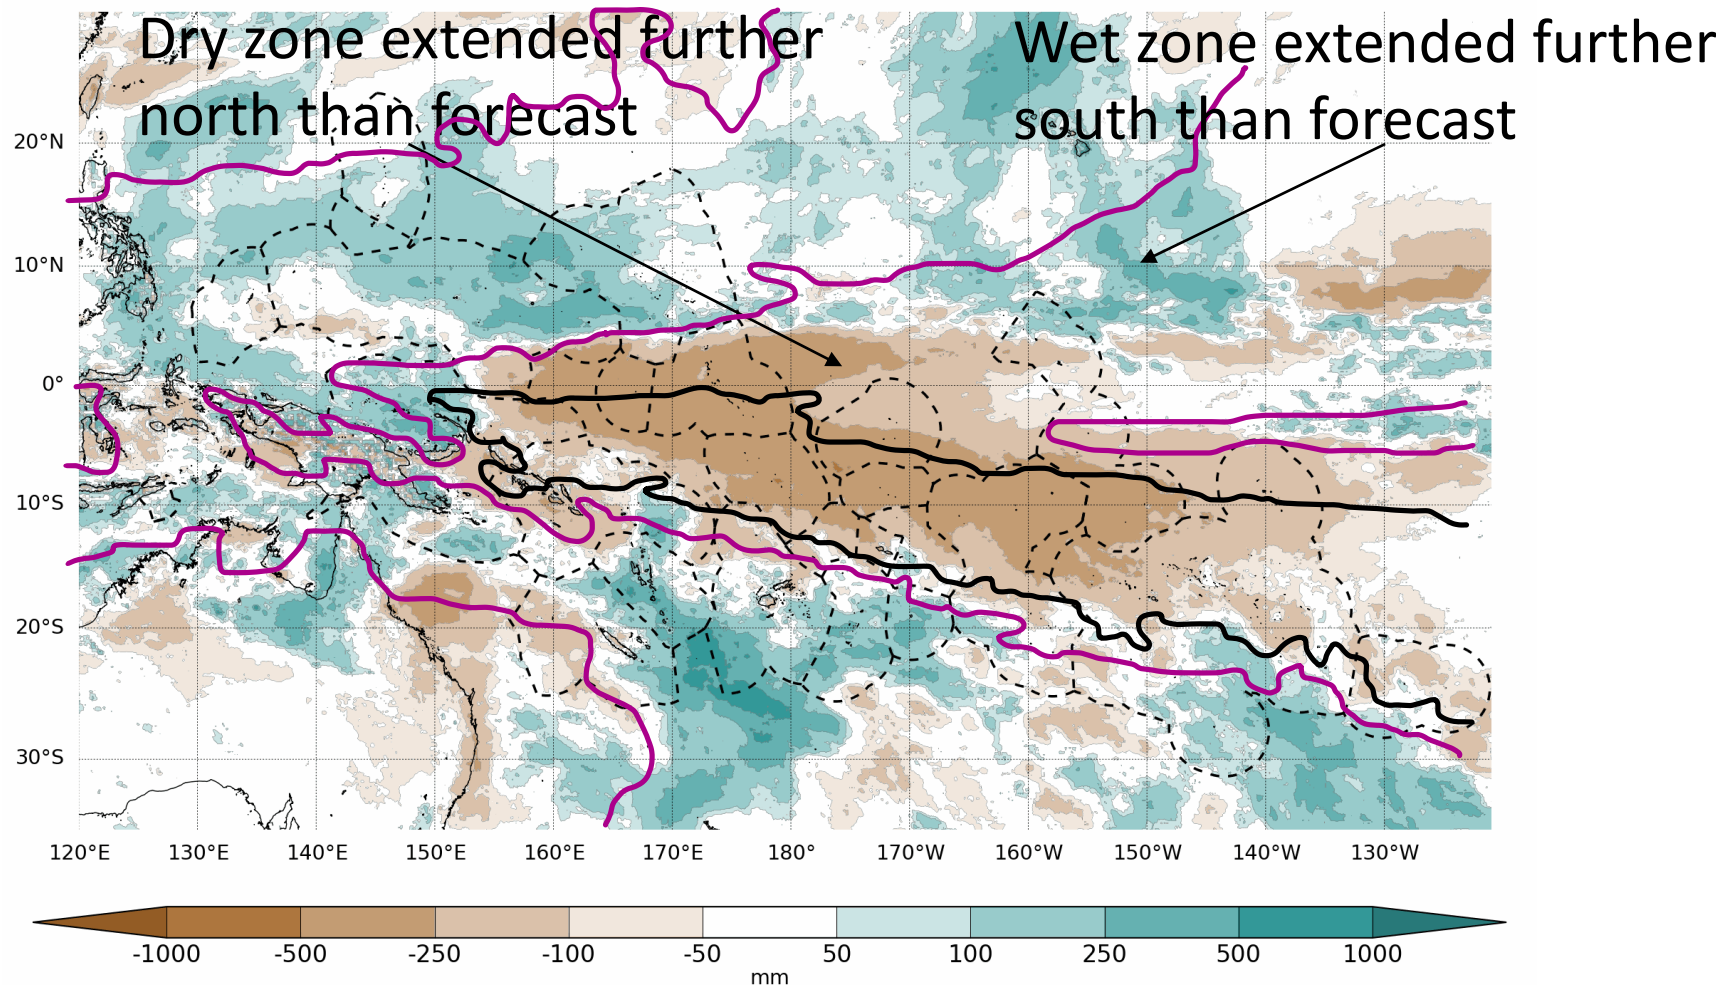 Dry zone extended further
north than forecast
Wet zone extended further
south than forecast
20°N
10°N
0°
10°S
20°S
30°S
120°E 130°E 140°E 150°E 160°E 170°E 180° 170°W 160°W 150°W 140°W 130°W
-1000 -500 -250 -100 -50 50 100 250 500 1000
mm